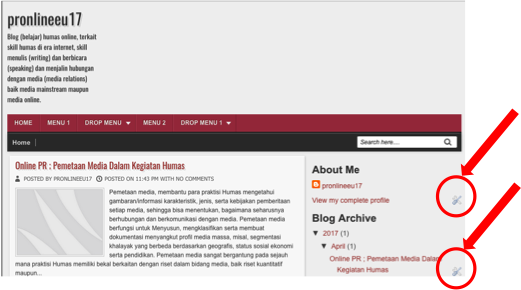 pronlineeu17
Blog (belajar) humas online, terkait
skill humas di era internet, skill
menulis (writing) dan berbicara
(speaking) dan menjalin hubungan
dengan media (media relations)
baik media mainstream maupun
media online.
HOME MENU 1 DROP MENU MENU 2 DROP MENU 1
Home
Search here....
Online PR ; Pemetaan Media Dalam Kegiatan Humas
POSTED BY PRONLINEEU17 POSTED ON 11:43 PM WITH NO COMMENTS
Pemetaan media, membantu para praktisi Humas mengetahui
gambaran/informasi karakteristik, jenis, serta kebijakan pemberitaan
setiap media, sehingga bisa menentukan, bagaimana seharusnya
berhubungan dan berkomunikasi dengan media. Pemetaan media
berfungsi untuk Menyusun, mengklasifikan serta membuat
dokumentasi menyangkut profil media massa, misal, segmentasi
khalayak yang berbeda berdasarkan geografis, status sosial ekonomi
serta pendidikan. Pemetaan media sangat bergantung pada sejauh
mana praktisi Humas memiliki bekal berkaitan dengan riset dalam bidang media, baik riset kuantitatif
maupun...
About Me
pronlineeu17
View my complete profile
Blog Archive
▼ 2017 (1)
▼ April (1)
Online PR ; Pemetaan Media Dalam
Kegiatan Humas